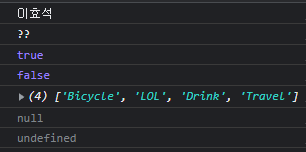 이효석
??
true
false
▶(4) ['Bicycle', 'LOL', 'Drink', 'Travel']
null
undefined